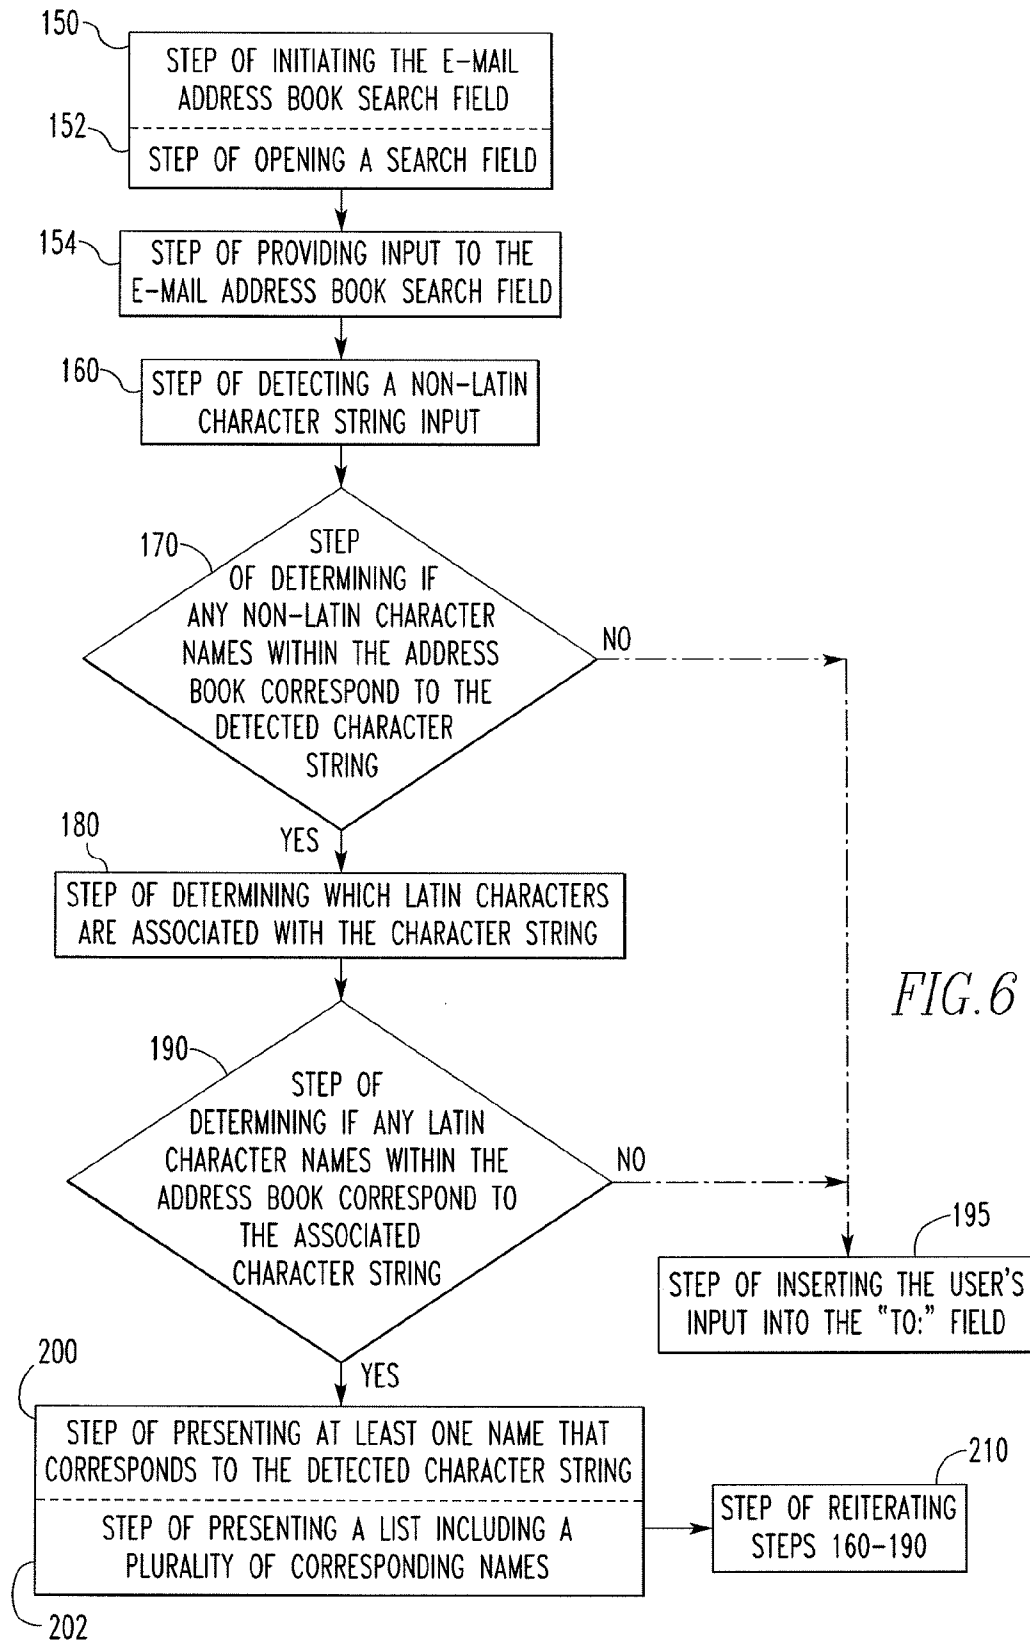 150
STEP OF INITIATING THE E-MAIL
ADDRESS BOOK SEARCH FIELD
152
STEP OF OPENING A SEARCH FIELD
154
STEP OF PROVIDING INPUT TO THE
E-MAIL ADDRESS BOOK SEARCH FIELD
160
STEP OF DETECTING A NON-LATIN
CHARACTER STRING INPUT
170
STEP
OF DETERMINING IF
ANY NON-LATIN CHARACTER
NAMES WITHIN THE ADDRESS
BOOK CORRESPOND TO THE
DETECTED CHARACTER
STRING
NO
YES
180
STEP OF DETERMINING WHICH LATIN CHARACTERS
ARE ASSOCIATED WITH THE CHARACTER STRING
FIG.6
190
STEP OF
DETERMINING IF ANY LATIN
CHARACTER NAMES WITHIN THE
ADDRESS BOOK CORRESPOND TO
THE ASSOCIATED
CHARACTER STRING
NO
195
STEP OF INSERTING THE USER'S
INPUT INTO THE "TO:" FIELD
YES
200
STEP OF PRESENTING AT LEAST ONE NAME THAT
CORRESPONDS TO THE DETECTED CHARACTER STRING
STEP OF PRESENTING A LIST INCLUDING A
PLURALITY OF CORRESPONDING NAMES
202
210
STEP OF REITERATING
STEPS 160-190